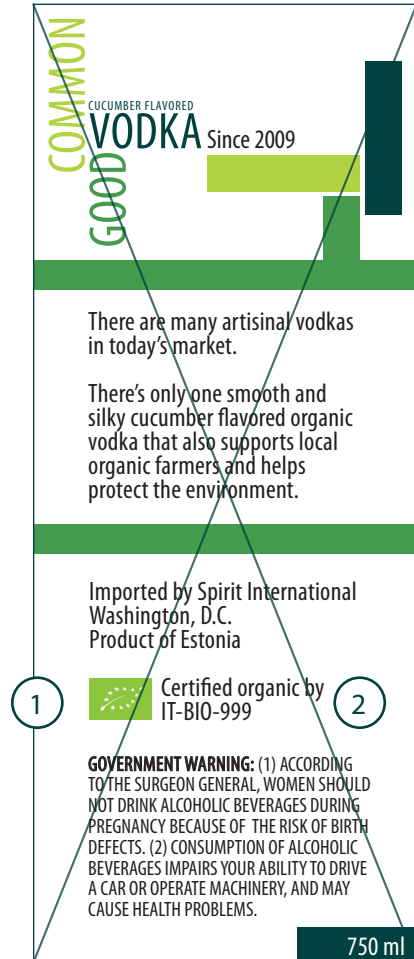 COMMON
GOOD
CUCUMBER FLAVORED
VODKA
Since 2009
There are many artisinal vodkas
in today's market.
There's only one smooth and
silky cucumber flavored organic
vodka that also supports local
organic farmers and helps
protect the environment.
Imported by Spirit International
Washington, D.C.
Product of Estonia
1
Certified organic by
IT-BIO-999
2
GOVERNMENT WARNING: (1) ACCORDING
TO THE SURGEON GENERAL, WOMEN SHOULD
NOT DRINK ALCOHOLIC BEVERAGES DURING
PREGNANCY BECAUSE OF THE RISK OF BIRTH
DEFECTS. (2) CONSUMPTION OF ALCOHOLIC
BEVERAGES IMPAIRS YOUR ABILITY TO DRIVE
A CAR OR OPERATE MACHINERY, AND MAY
CAUSE HEALTH PROBLEMS.
750 ml